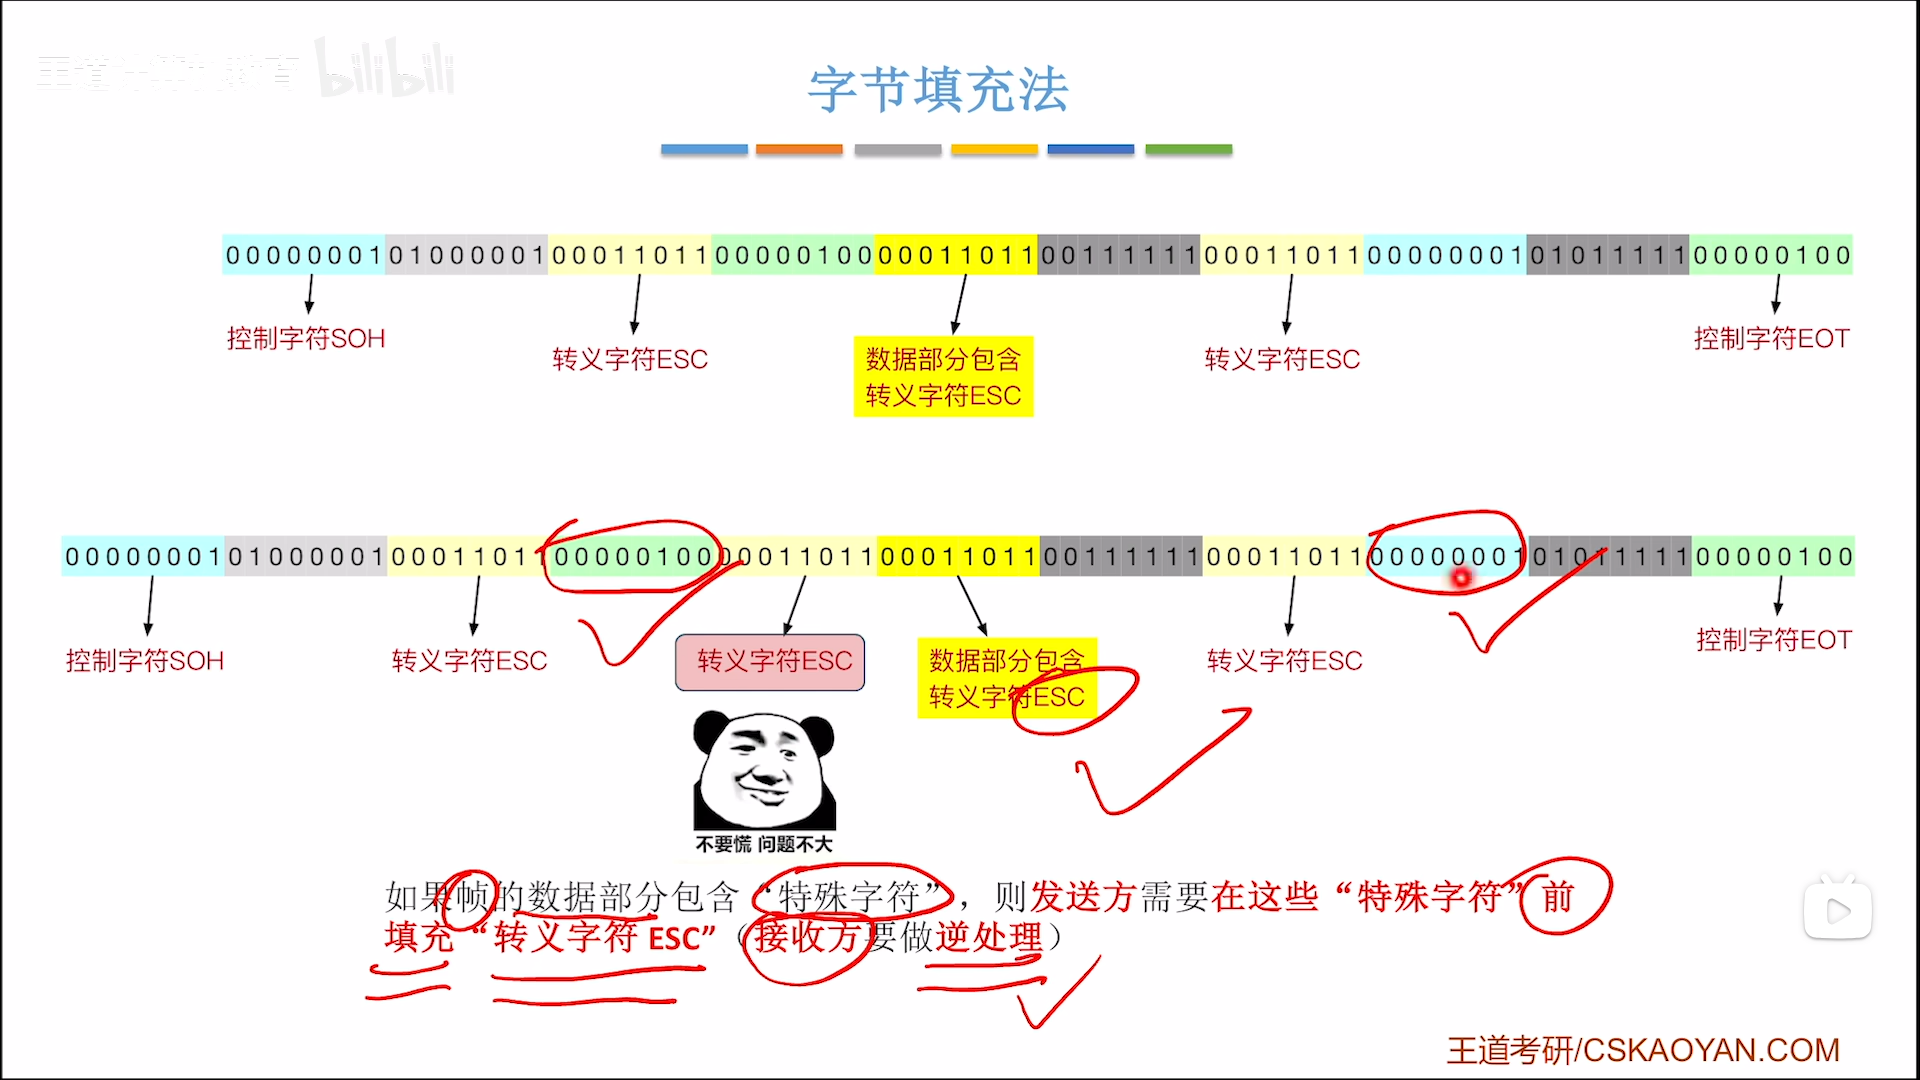 bilibili
字节填充法
00000001 01000001 00011011 00000100 00011011 00111111 00011011 00000001 01011111 00000100
控制字符SOH
转义字符ESC
数据部分包含
转义字符ESC
转义字符ESC
控制字符EOT
00000001 01000001 00011011 00000100 00011011 00011011 00111111 00011011 00000001 01011111 00000100
控制字符SOH
转义字符ESC
转义字符ESC
数据部分包含
转义字符ESC
转义字符ESC
控制字符EOT
不要慌 问题不大
如果帧的数据部分包含“特殊字符”，则发送方需要在这些“特殊字符”前
填充“转义字符 ESC”（接收方要做逆处理）
王道考研/CSKAOYAN.COM